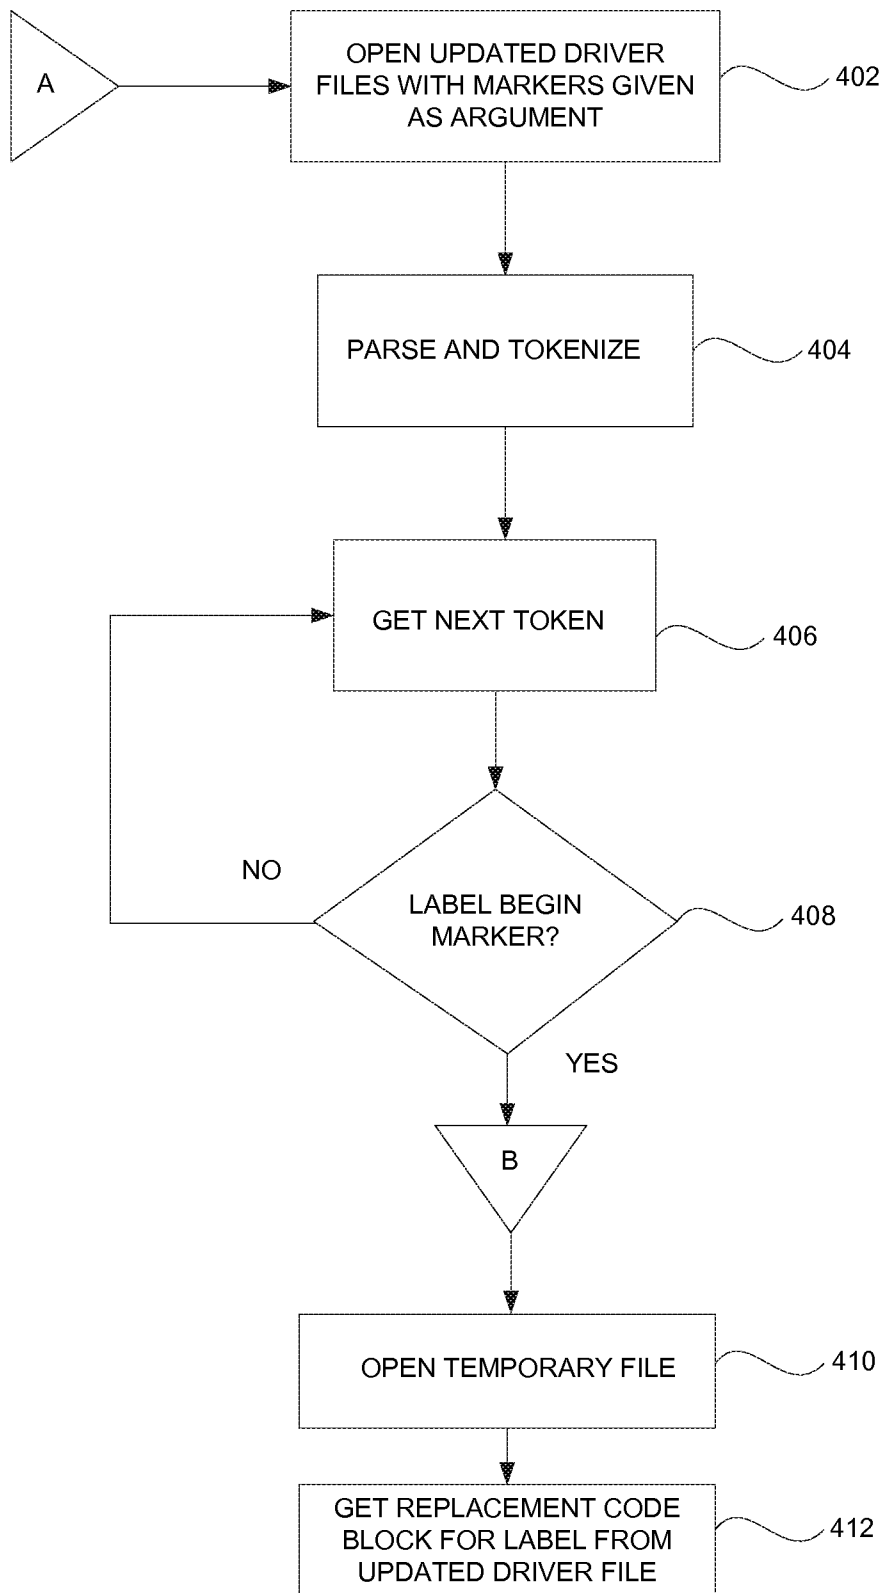 A
OPEN UPDATED DRIVER
FILES WITH MARKERS GIVEN
AS ARGUMENT
402
PARSE AND TOKENIZE
404
GET NEXT TOKEN
406
NO
LABEL BEGIN
MARKER?
408
YES
B
OPEN TEMPORARY FILE
410
GET REPLACEMENT CODE
BLOCK FOR LABEL FROM
UPDATED DRIVER FILE
412